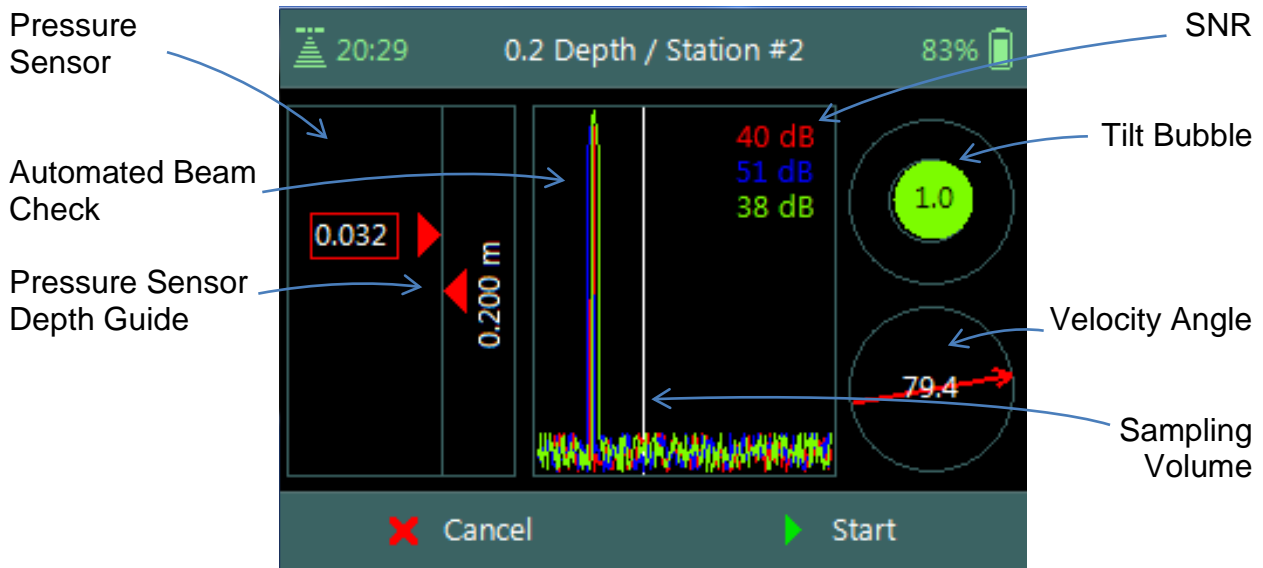 Pressure
Sensor
Automated Beam
Check
Pressure Sensor
Depth Guide
20:29
0.2 Depth / Station #2
83%
0.032
0.200 m
40 dB
51 dB
38 dB
1.0
79.4
Cancel
Start
SNR
Tilt Bubble
Velocity Angle
Sampling
Volume